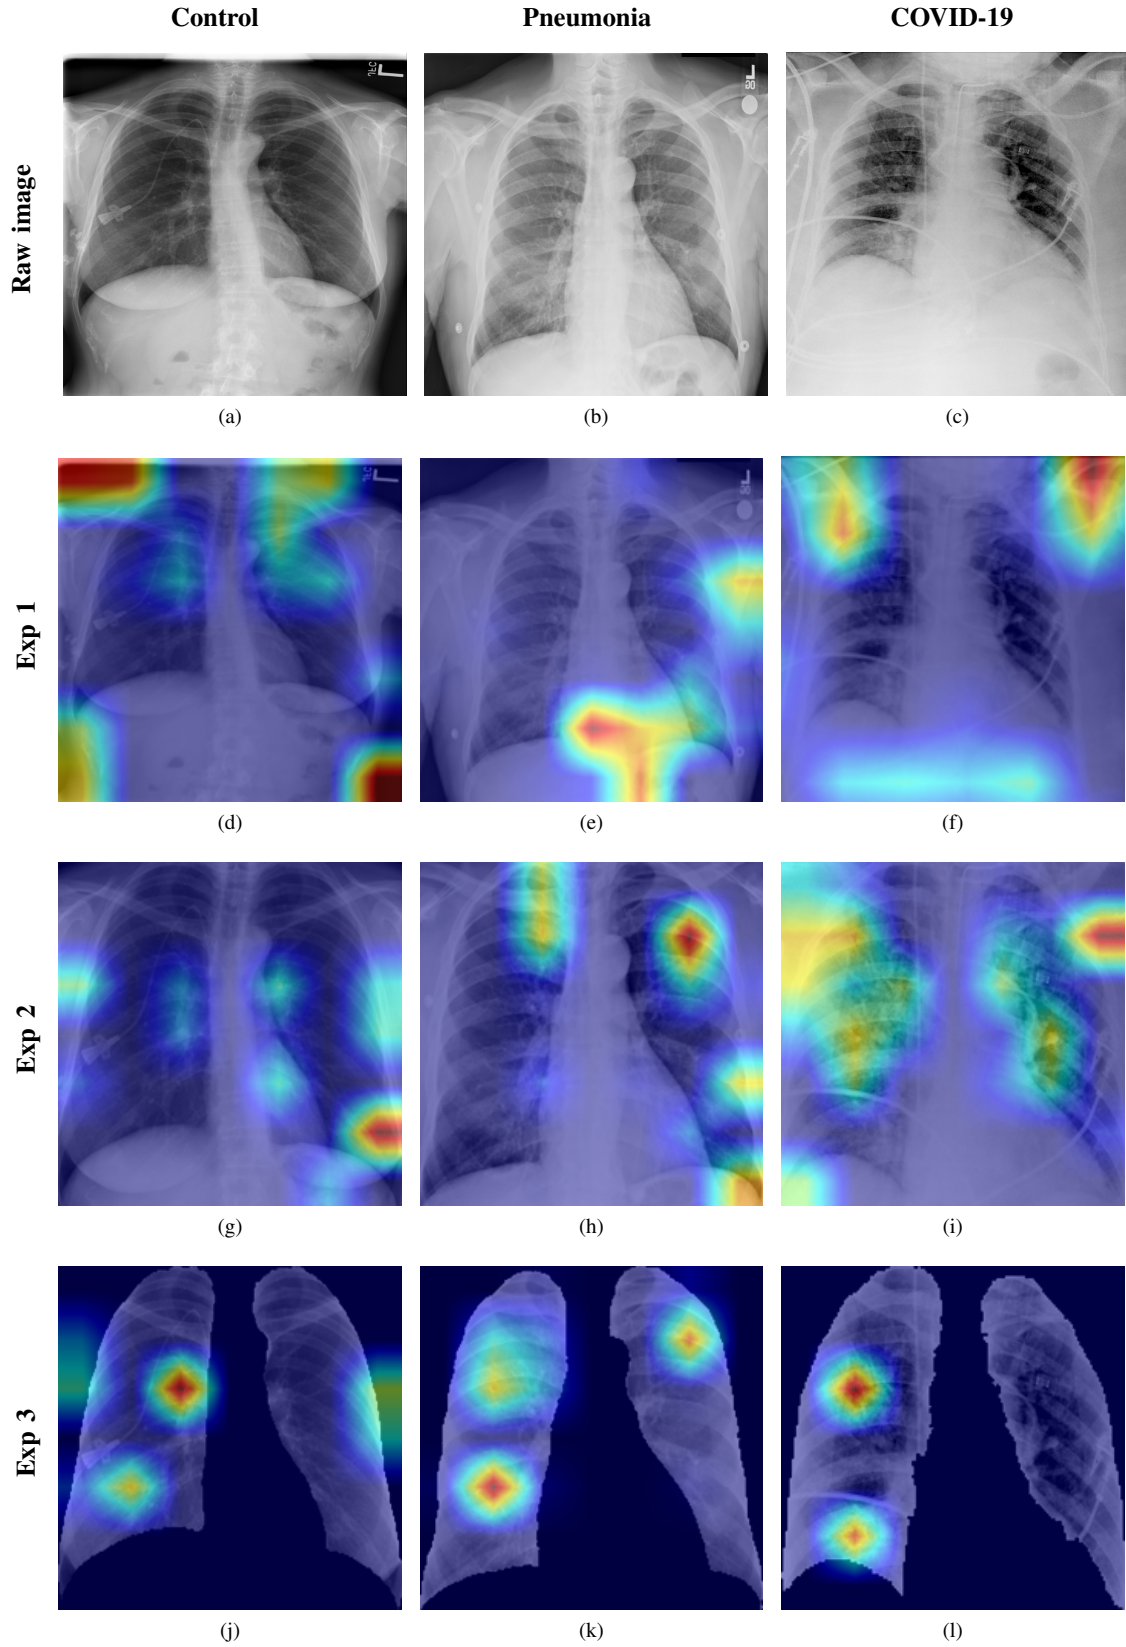 Control Pneumonia COVID-19
Raw image
(a) (b) (c)
Exp 1
(d) (e) (f)
Exp 2
(g) (h) (i)
Exp 3
(j) (k) (l)